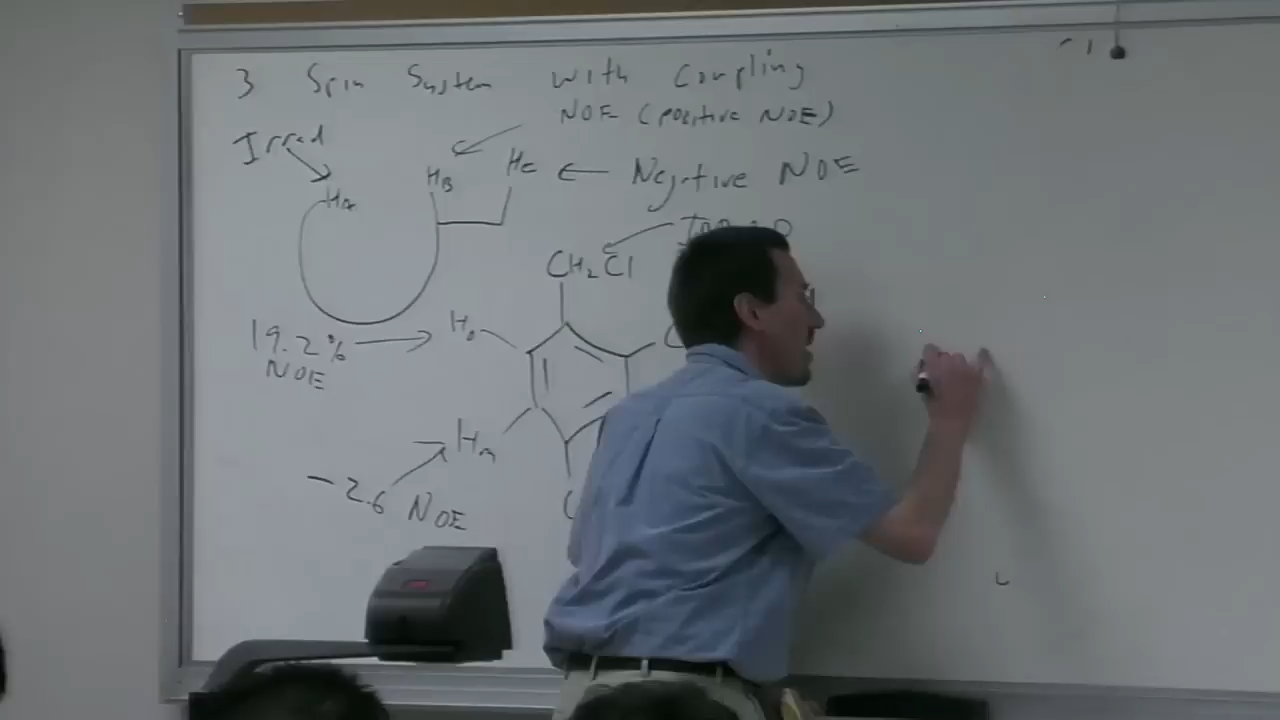 3 Spin System with Coupling
NOE (positive NOE)
Irrad
HA
HB
HC
Negative NOE
CH2Cl
19.2%
NOE
Ho
Hm
-2.6 NOE